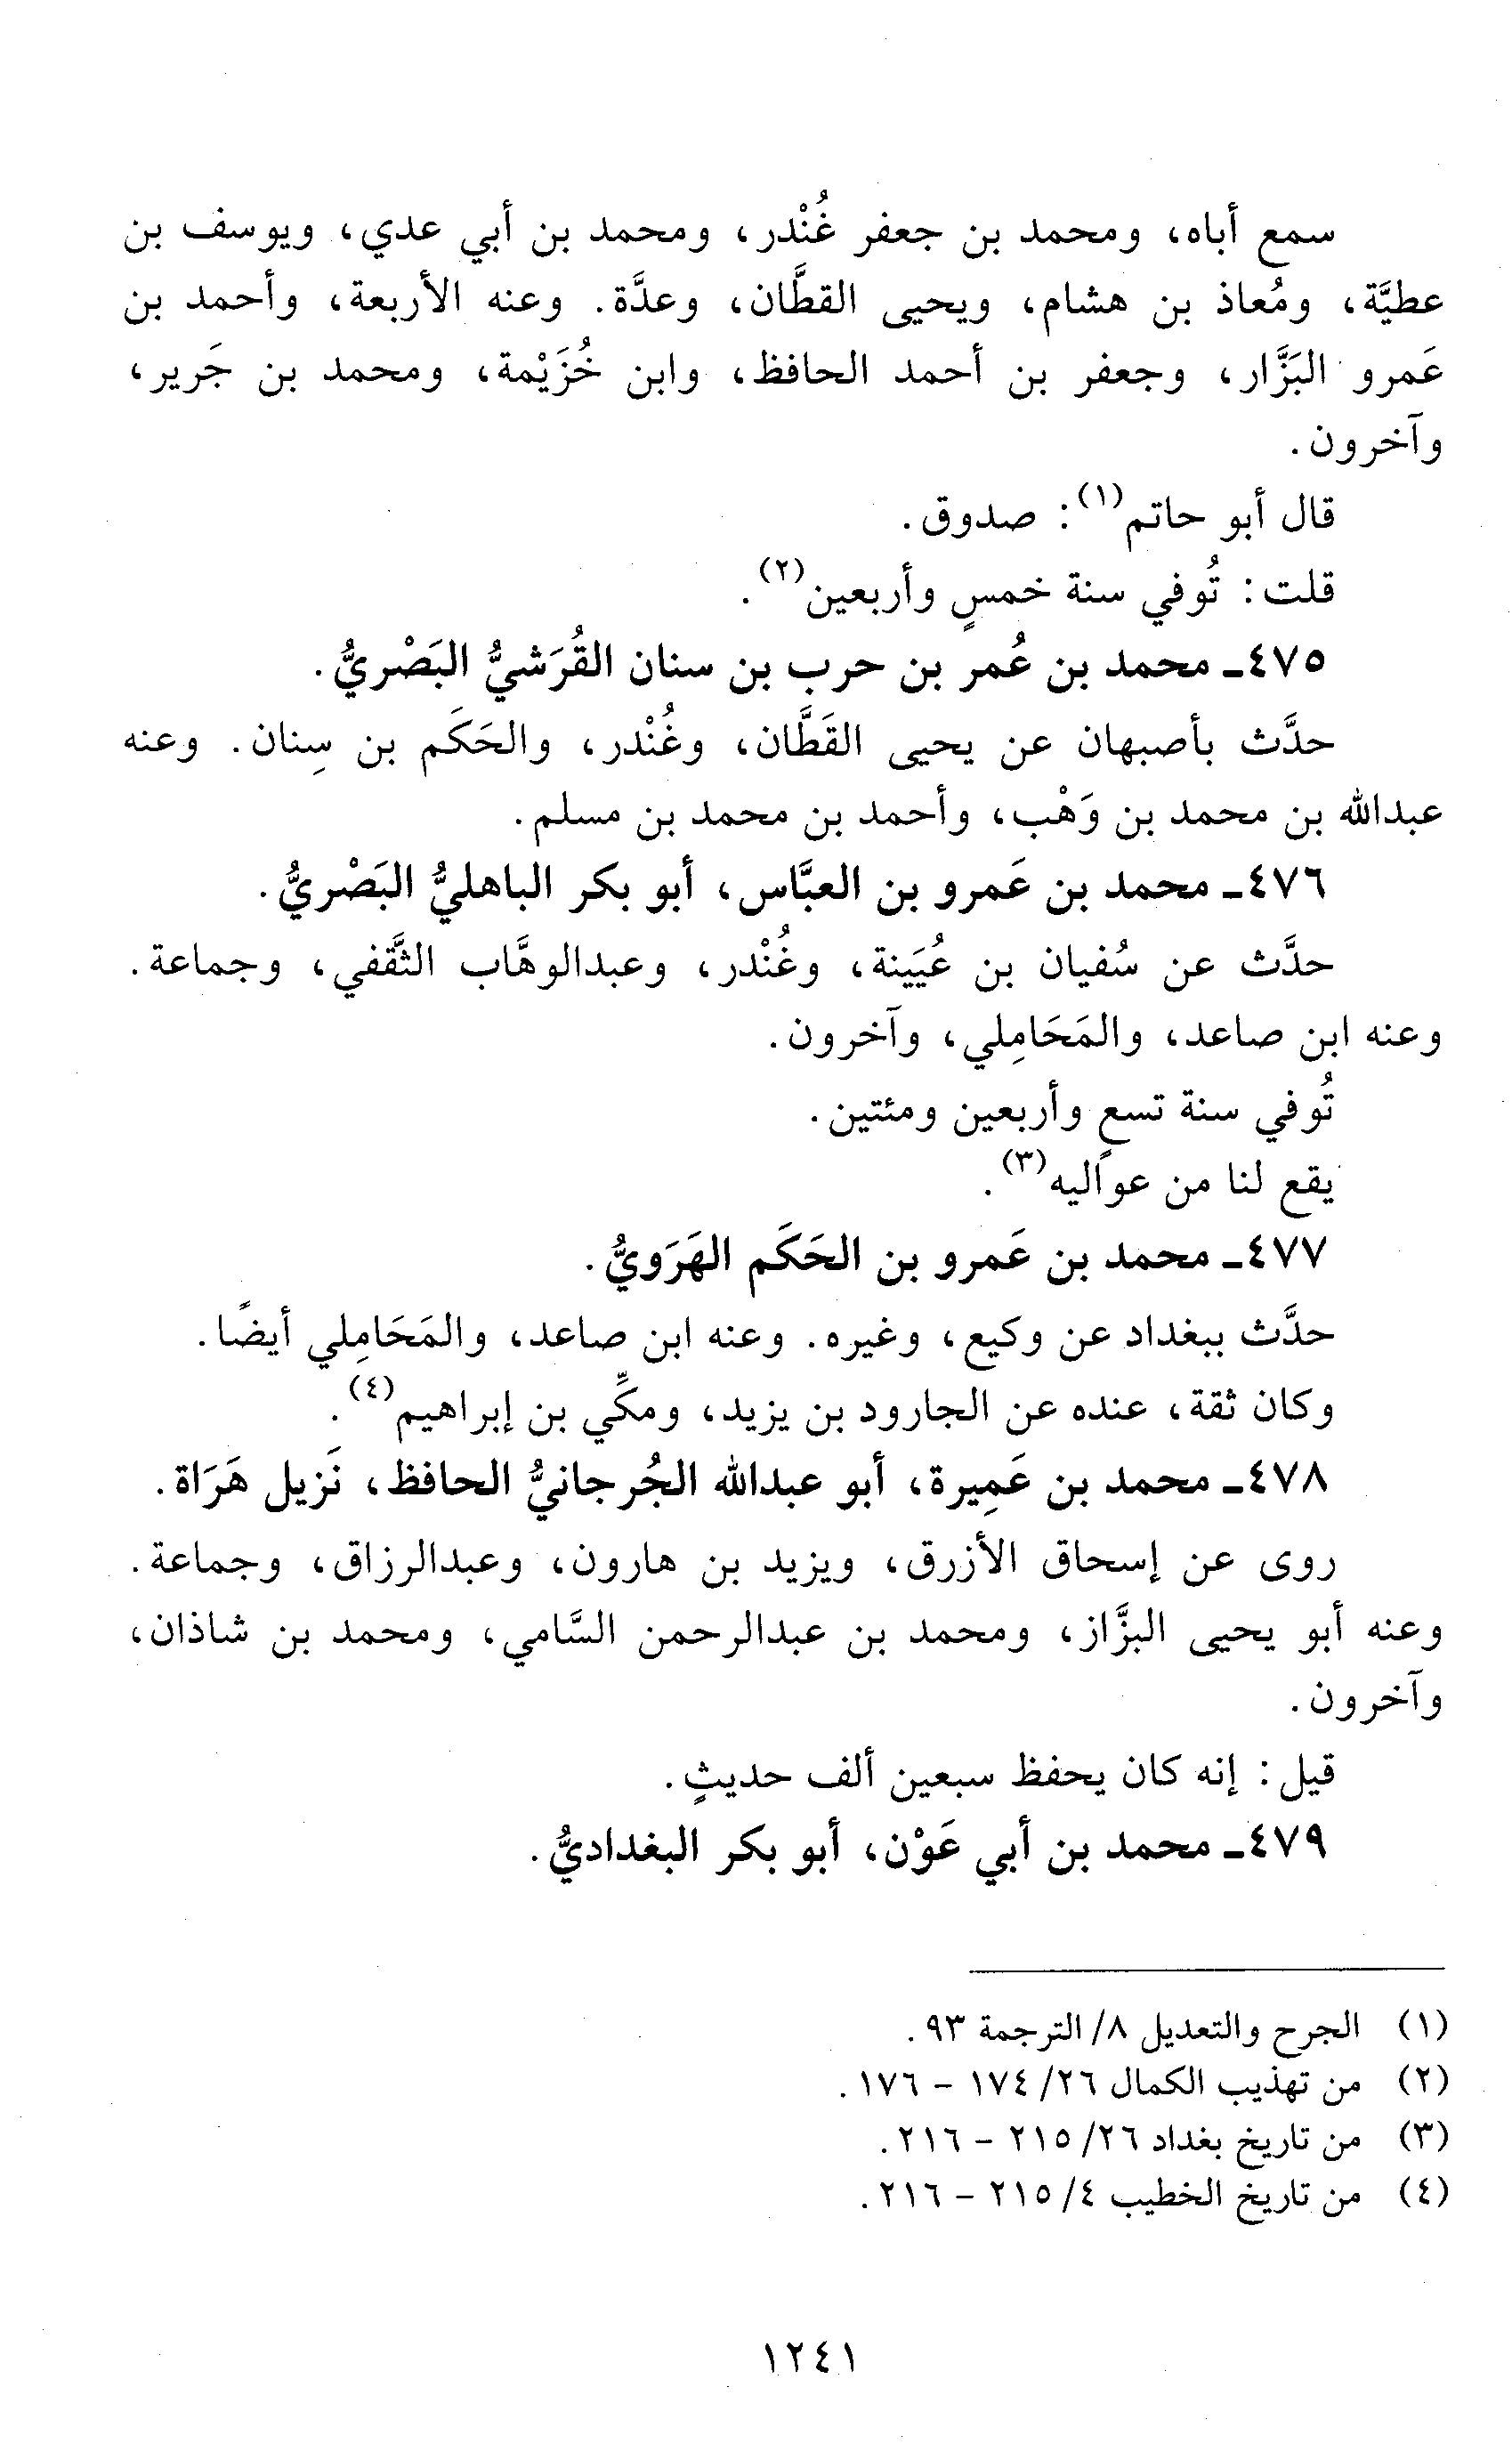 سمع أباه، ومحمد بن جعفر غُنْدر، ومحمد بن أبي عدي، ويوسف بن
عطيَّة، ومُعاذ بن هشام، ويحيى القطَّان، وعدَّة. وعنه الأربعة، وأحمد بن
عَمرو البَزَّار، وجعفر بن أحمد الحافظ، وابن خُزَيْمة، ومحمد بن جَرير،
وآخرون.
قال أبو حاتم(١): صدوق.
قلت: تُوفي سنة خمسٍ وأربعين(٢).
٤٧٥ـ محمد بن عُمر بن حرب بن سنان القُرَشيُّ البَصْريُّ.
حدَّث بأصبهان عن يحيى القَطَّان، وغُنْدر، والحَكَم بن سِنان. وعنه
عبدالله بن محمد بن وَهْب، وأحمد بن محمد بن مسلم.
٤٧٦ـ محمد بن عَمرو بن العبَّاس، أبو بكر الباهليُّ البَصْريُّ.
حدَّث عن سُفيان بن عُيَينة، وغُنْدر، وعبدالوهَّاب الثَّقفي، وجماعة.
وعنه ابن صاعد، والمَحَامِلي، وآخرون.
تُوفي سنة تسعٍ وأربعين ومئتين.
يقع لنا من عواليه(٣).
٤٧٧ـ محمد بن عَمرو بن الحَكَم الهَرَويُّ.
حدَّث ببغداد عن وكيع، وغيره. وعنه ابن صاعد، والمَحَامِلي أيضًا.
وكان ثقة، عنده عن الجارود بن يزيد، ومكِّي بن إبراهيم(٤).
٤٧٨ـ محمد بن عَمِيرة، أبو عبدالله الجُرجانيُّ الحافظ، نَزيل هَرَاة.
روى عن إسحاق الأزرق، ويزيد بن هارون، وعبدالرزاق، وجماعة.
وعنه أبو يحيى البزَّاز، ومحمد بن عبدالرحمن السَّامي، ومحمد بن شاذان،
وآخرون.
قيل: إنه كان يحفظ سبعين ألف حديثٍ.
٤٧٩ـ محمد بن أبي عَوْن، أبو بكر البغداديُّ.
(١) الجرح والتعديل ٨/ الترجمة ٩٣.
(٢) من تهذيب الكمال ٢٦/ ١٧٤ - ١٧٦.
(٣) من تاريخ بغداد ٢٦/ ٢١٥ - ٢١٦.
(٤) من تاريخ الخطيب ٤/ ٢١٥ - ٢١٦.
١٢٤١